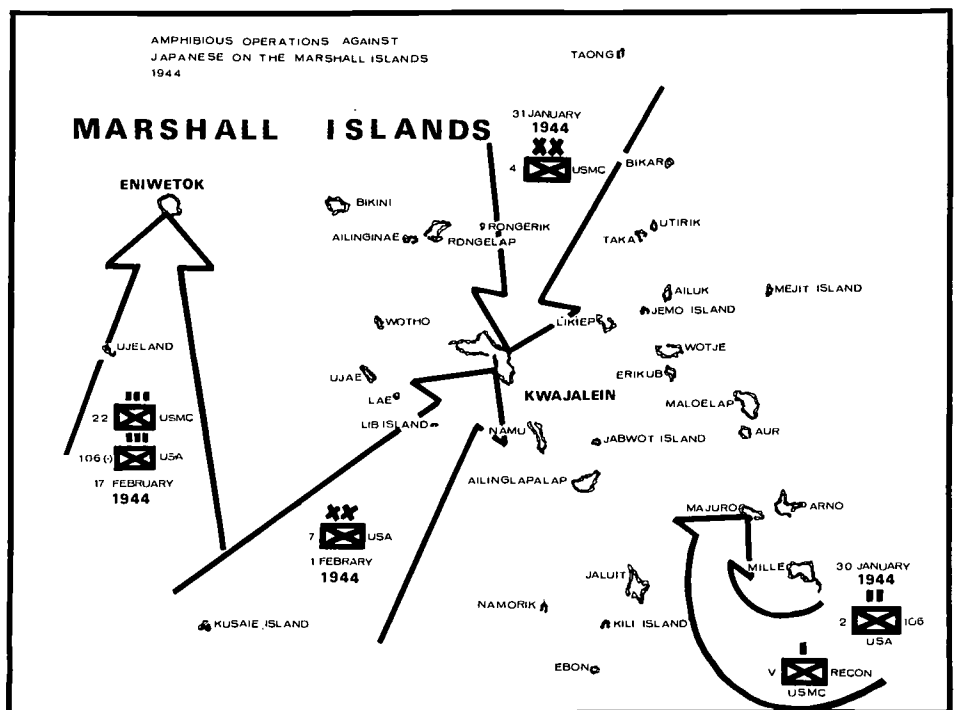 AMPHIBIOUS OPERATIONS AGAINST
JAPANESE ON THE MARSHALL ISLANDS
1944
MARSHALL ISLANDS
TAONG
31 JANUARY
1944
XX
4 USMC
BIKAR
ENIWETOK
BIKINI
AILINGINAE
RONGELAP
RONGERIK
UTIRIK
TAKA
AILUK
MEJIT ISLAND
JEMO ISLAND
LIKIEP
WOTHO
UJELAND
WOTJE
ERIKUB
UJAE
LAE
KWAJALEIN
MALOELAP
LIB ISLAND
NAMU
JABWOT ISLAND
AUR
22 USMC
106(-) USA
17 FEBRUARY
1944
AILINGLAPALAP
MAJURO
ARNO
XX
7 USA
1 FEBRARY
1944
MILLE
30 JANUARY
1944
2 106
USA
JALUIT
NAMORIK
KILI ISLAND
KUSAIE ISLAND
EBON
V RECON
USMC